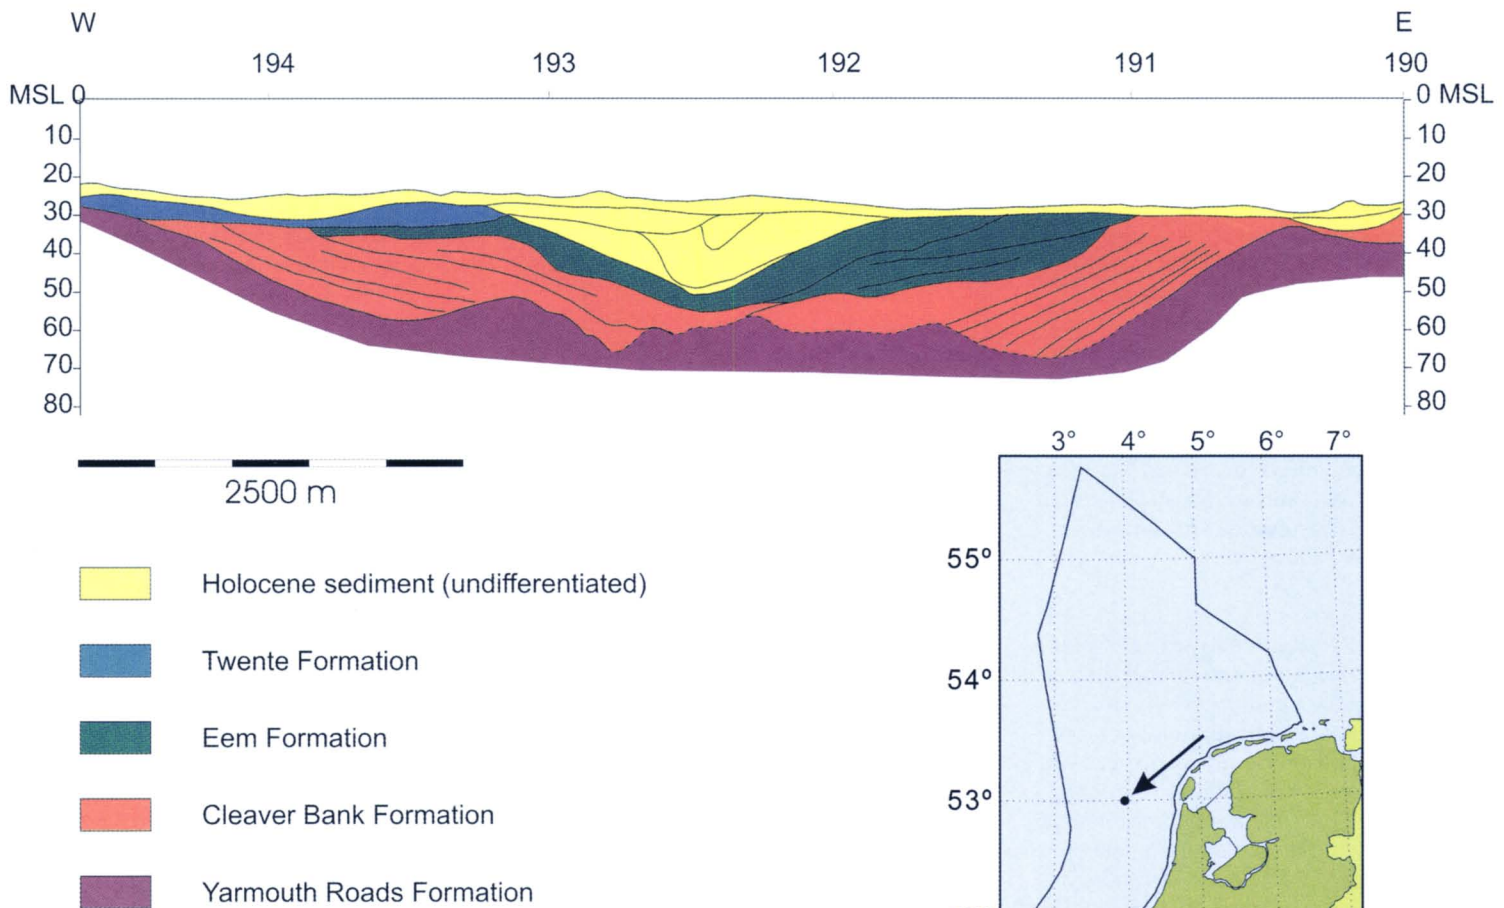 W E
194 193 192 191 190
MSL 0 0 MSL
10 10
20 20
30 30
40 40
50 50
60 60
70 70
80 80
2500 m
Holocene sediment (undifferentiated)
Twente Formation
Eem Formation
Cleaver Bank Formation
Yarmouth Roads Formation
3° 4° 5° 6° 7°
55°
54°
53°